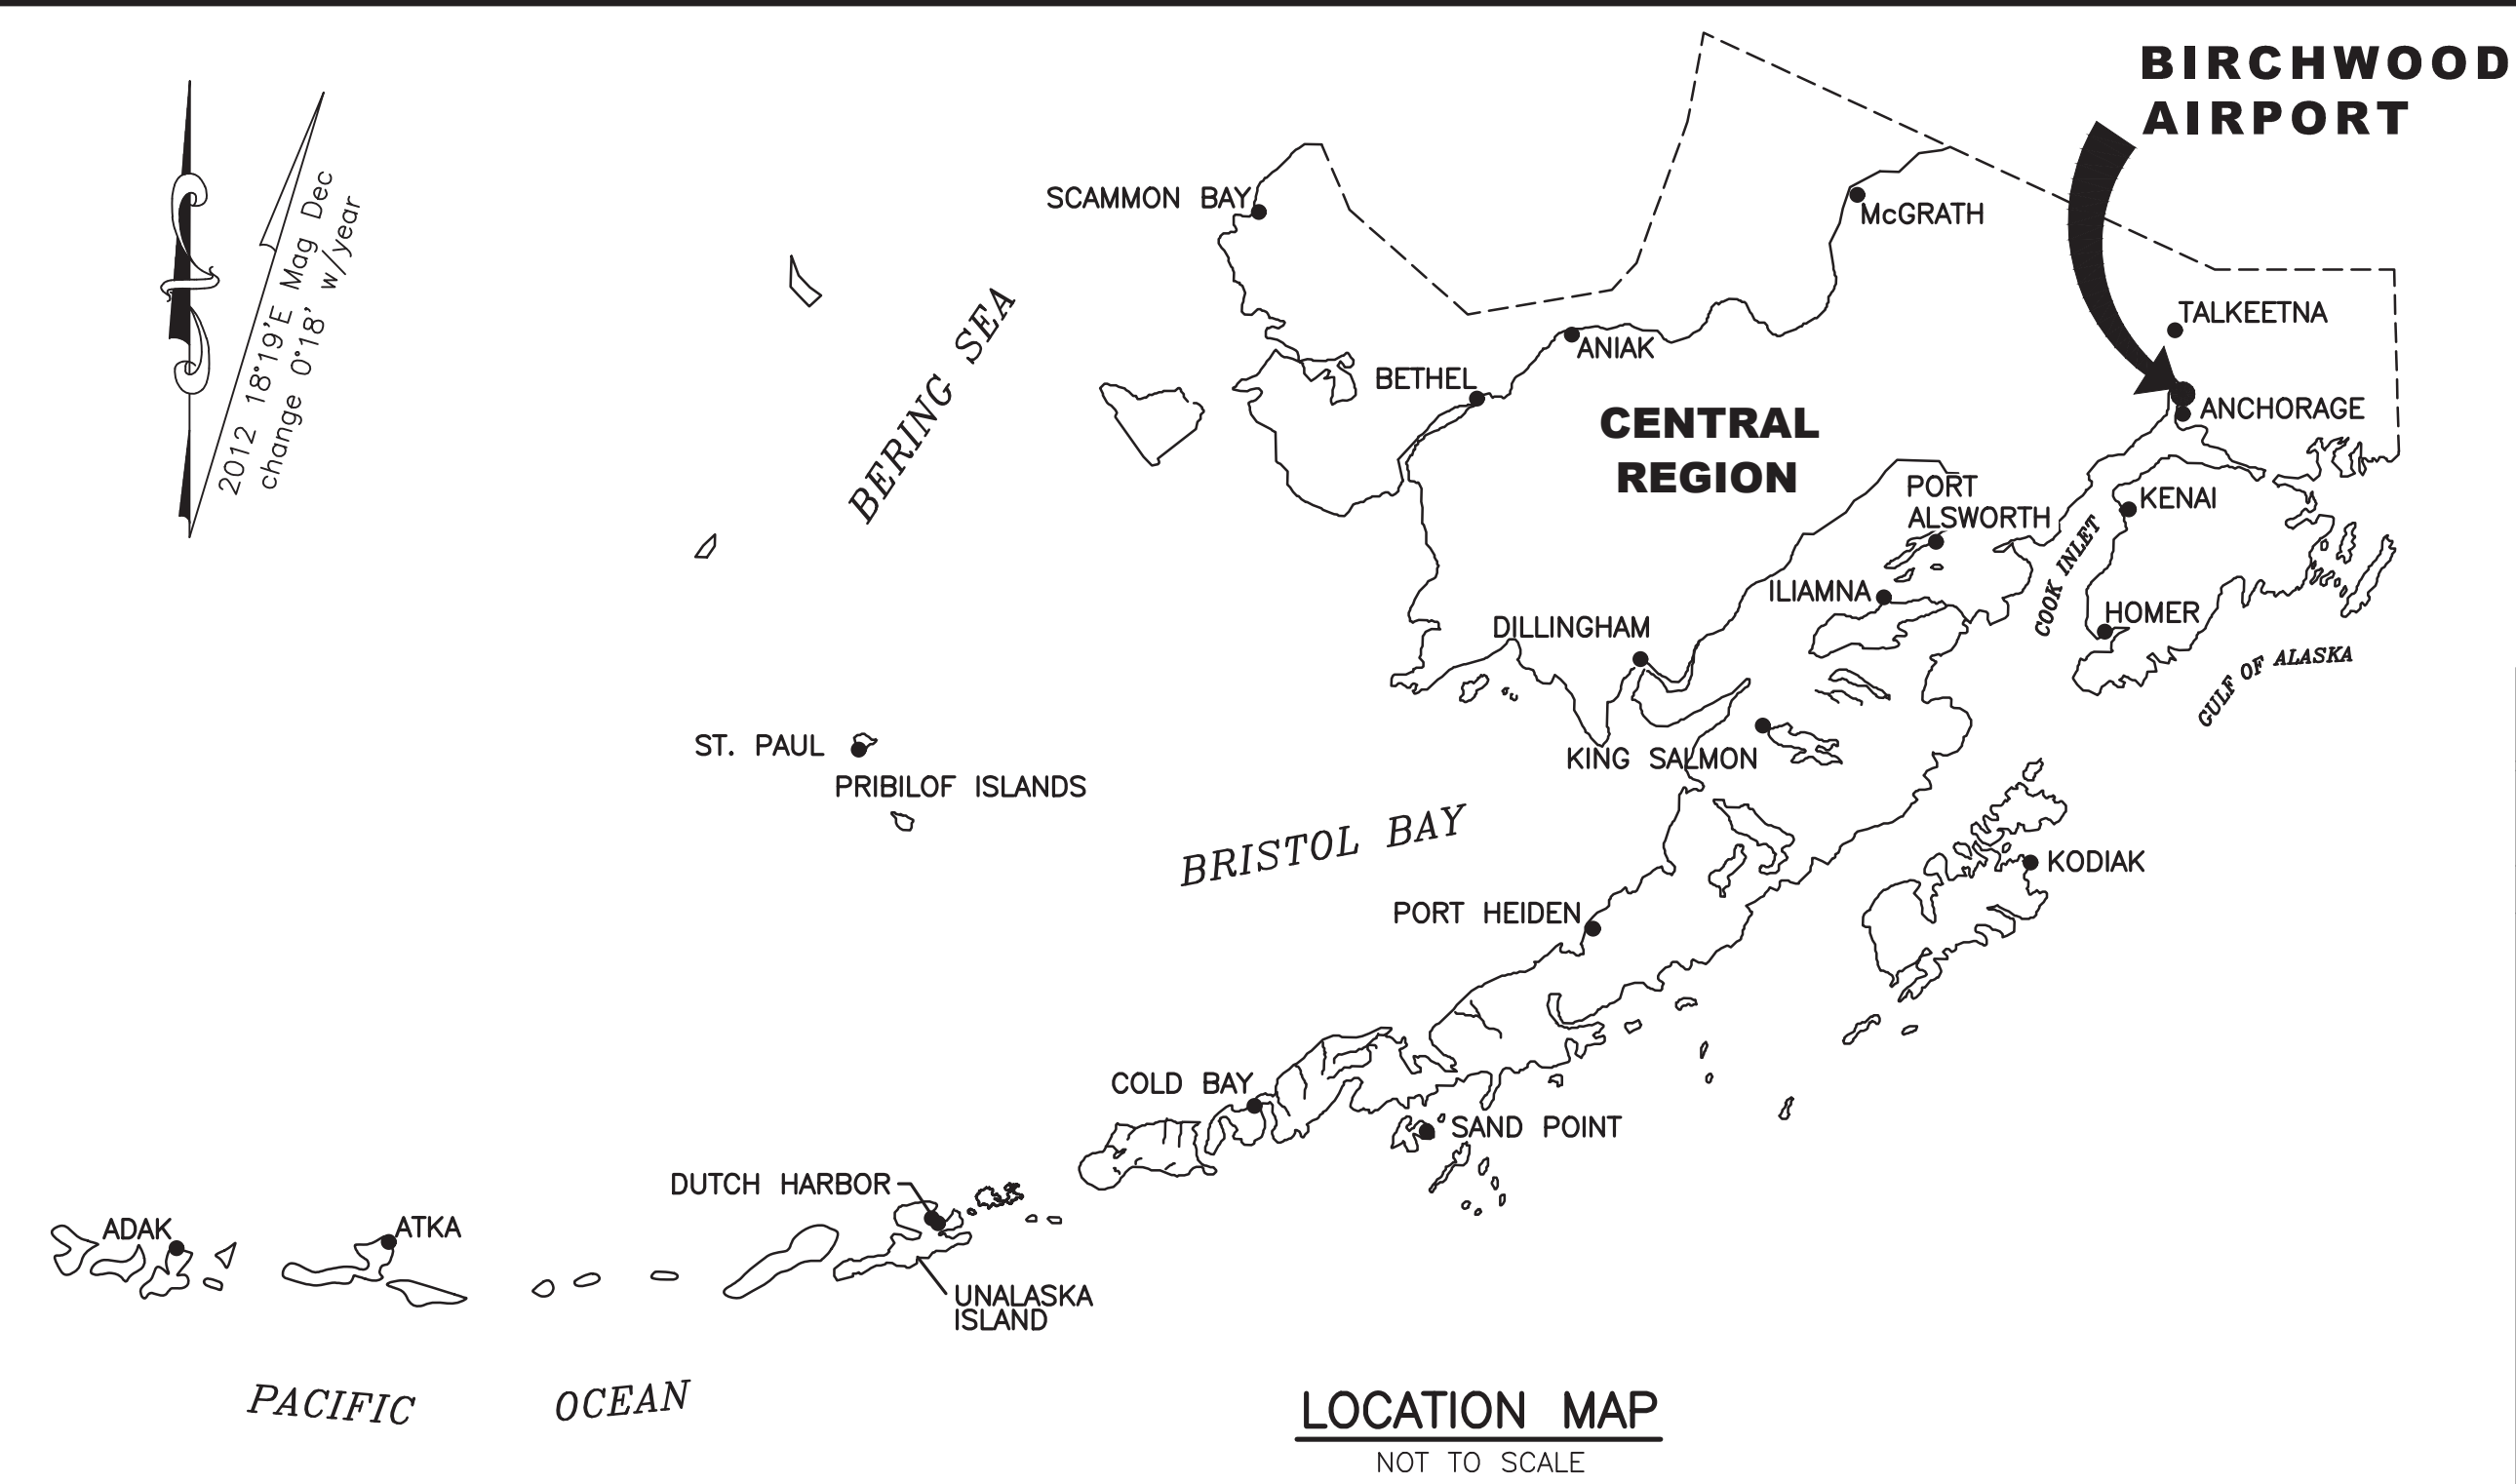 BIRCHWOOD
AIRPORT
2012 18°19'E Mag Dec
change 0°18' w/year
SCAMMON BAY
McGRATH
BERING SEA
TALKEETNA
ANIAK
BETHEL
ANCHORAGE
CENTRAL
REGION
PORT
ALSWORTH
KENAI
COOK INLET
ILIAMNA
HOMER
DILLINGHAM
GULF OF ALASKA
ST. PAUL
KING SALMON
PRIBILOF ISLANDS
BRISTOL BAY
KODIAK
PORT HEIDEN
COLD BAY
SAND POINT
DUTCH HARBOR
ADAK
ATKA
UNALASKA
ISLAND
PACIFIC OCEAN
LOCATION MAP
NOT TO SCALE